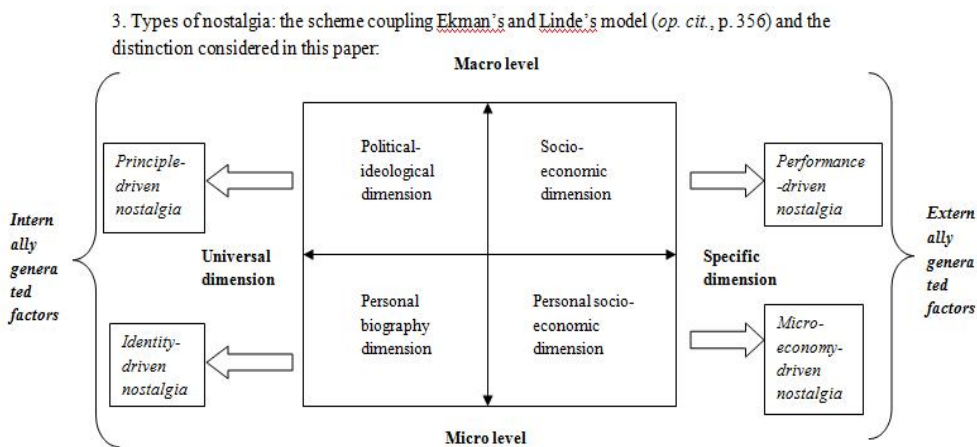 3. Types of nostalgia: the scheme coupling Ekman's and Linde's model (op. cit., p. 356) and the
distinction considered in this paper:
Macro level
Intern
ally
genera
ted
factors
Principle-
driven
nostalgia
Identity-
driven
nostalgia
Universal
dimension
Political-
ideological
dimension
Socio-
economic
dimension
Personal
biography
dimension
Personal socio-
economic
dimension
Specific
dimension
Performance
-driven
nostalgia
Micro-
economy-
driven
nostalgia
Extern
ally
genera
ted
factors
Micro level